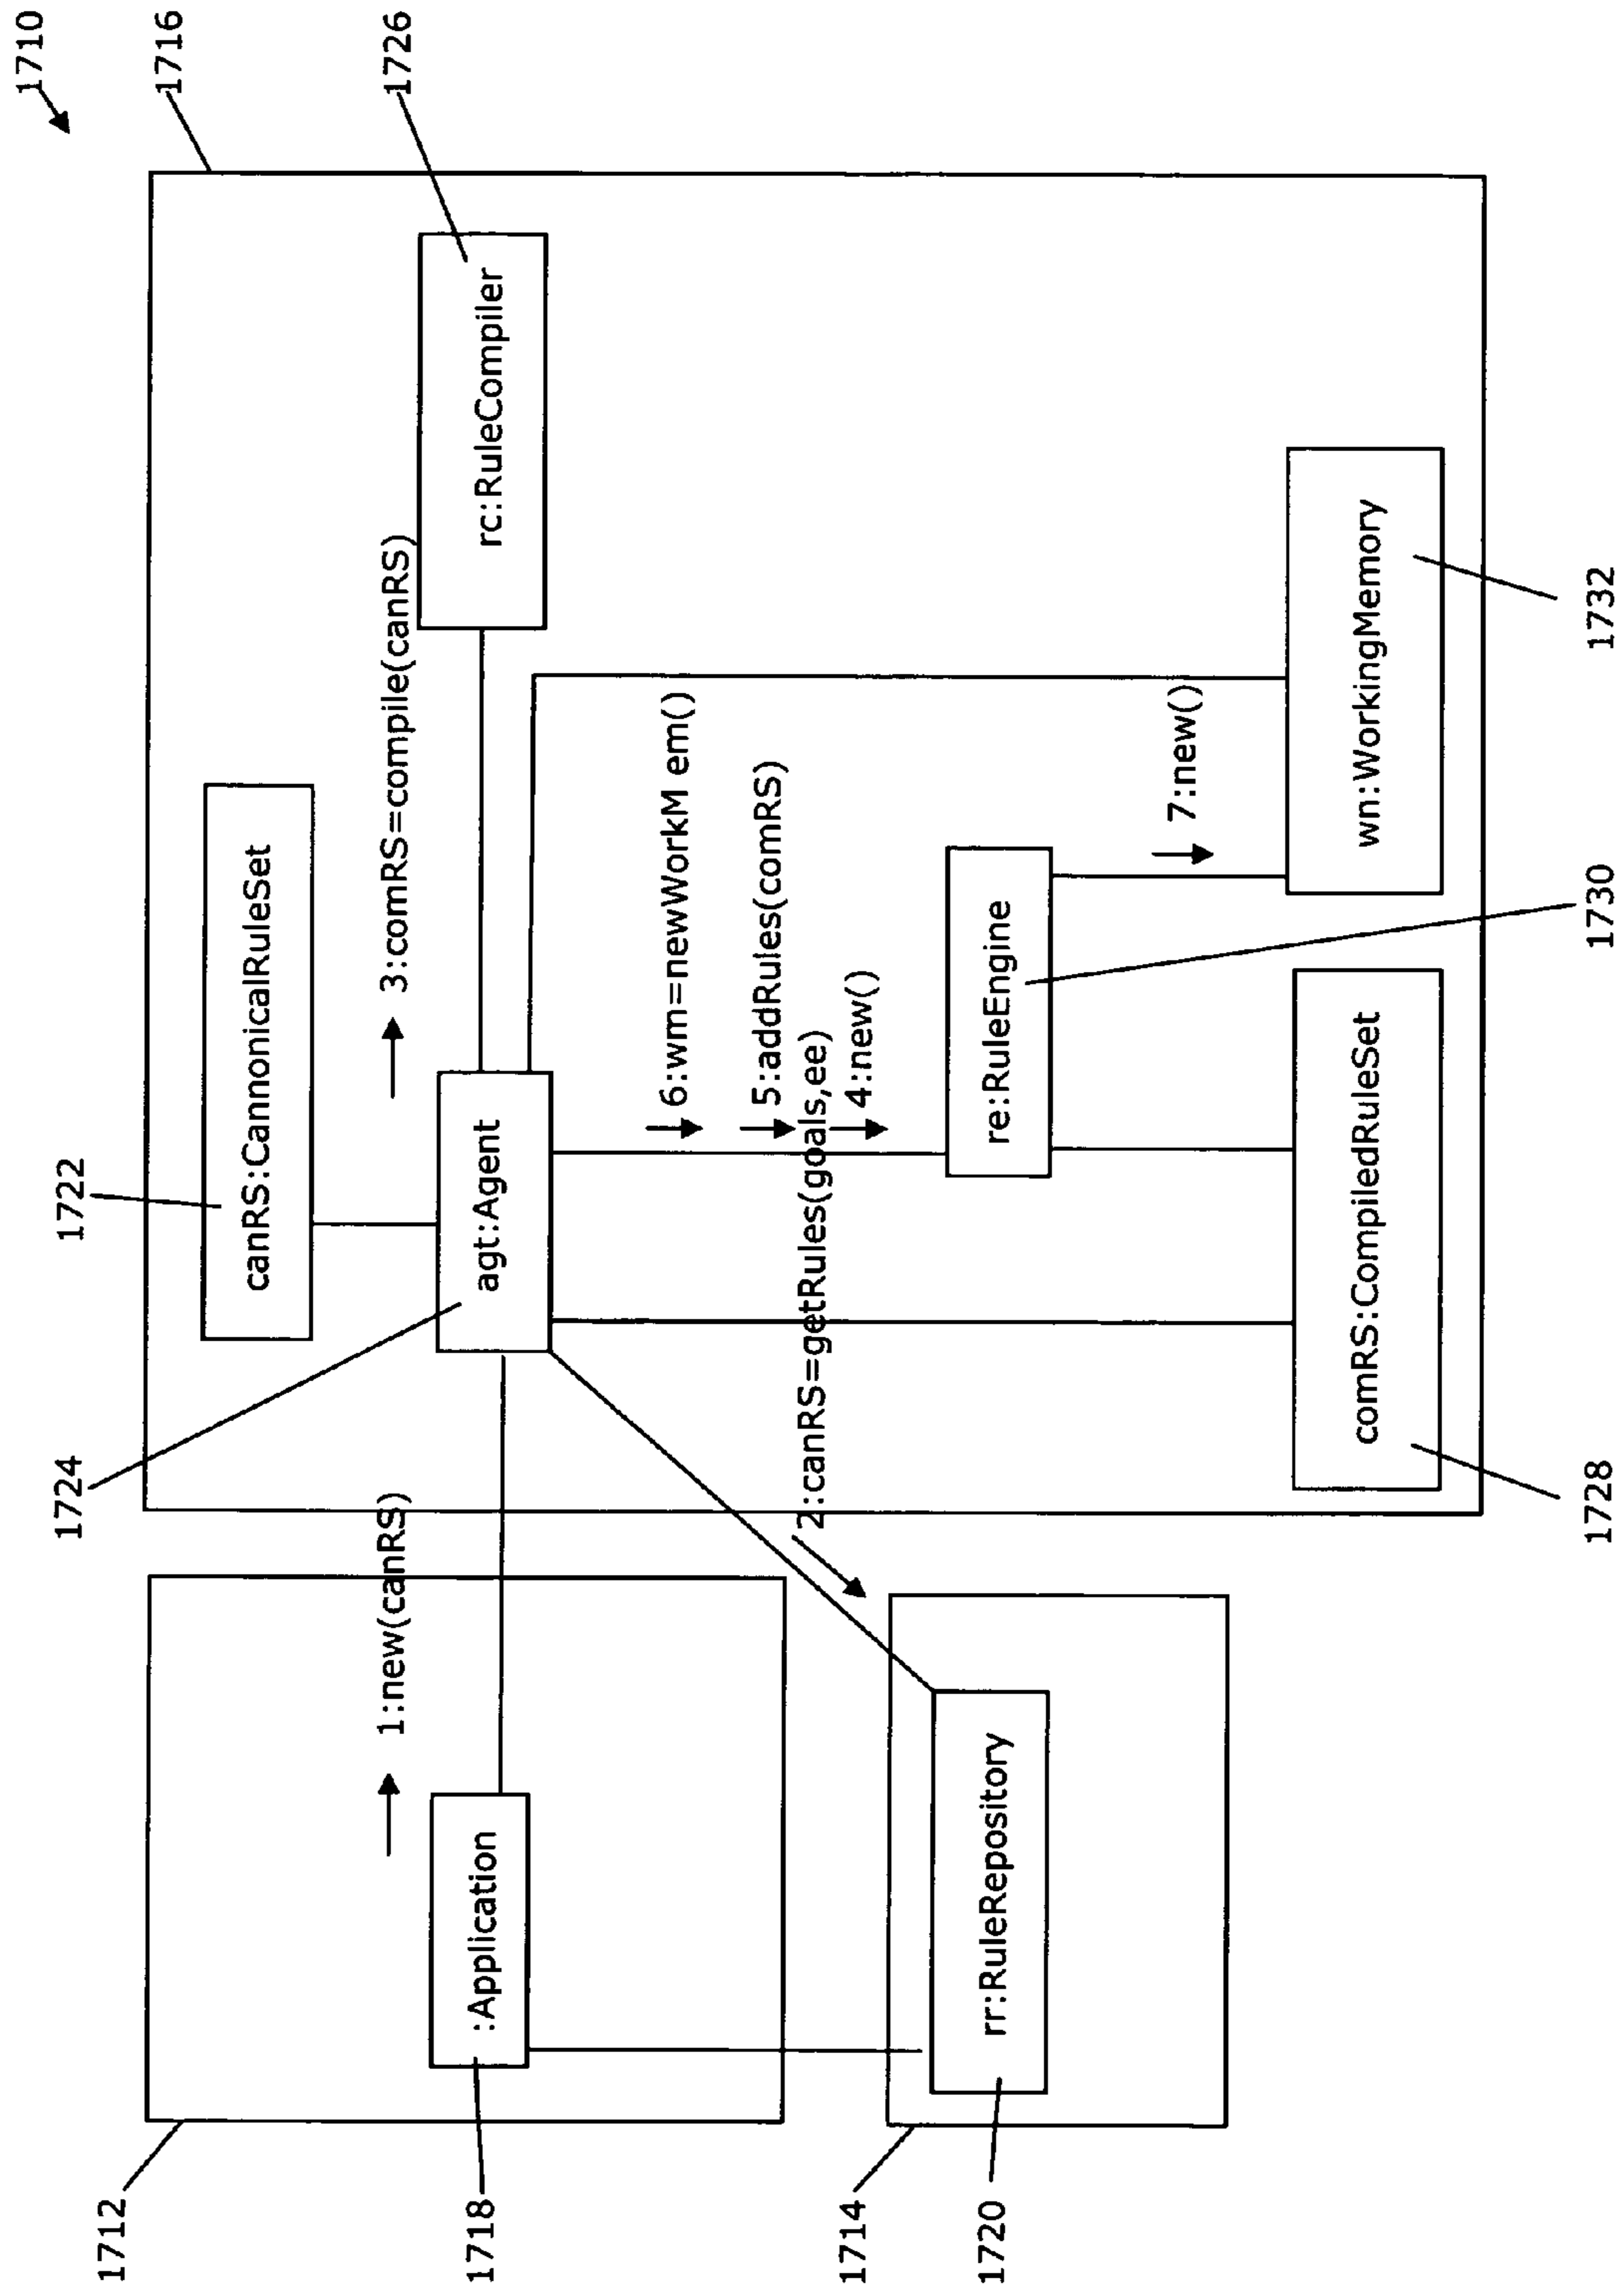 1710
1716
1726
1722
canRS:CannonicalRuleSet
3:comRS=compile(canRS)
rc:RuleCompiler
1724
agt:Agent
1:new(canRS)
:Application
1712
1718
6:wm=newWorkM em()
5:addRules(comRS)
2:canRS=getRules(goals,ee)
4:new()
re:RuleEngine
7:new()
rr:RuleRepository
1714
1720
comRS:CompiledRuleSet
wn:WorkingMemory
1728
1730
1732